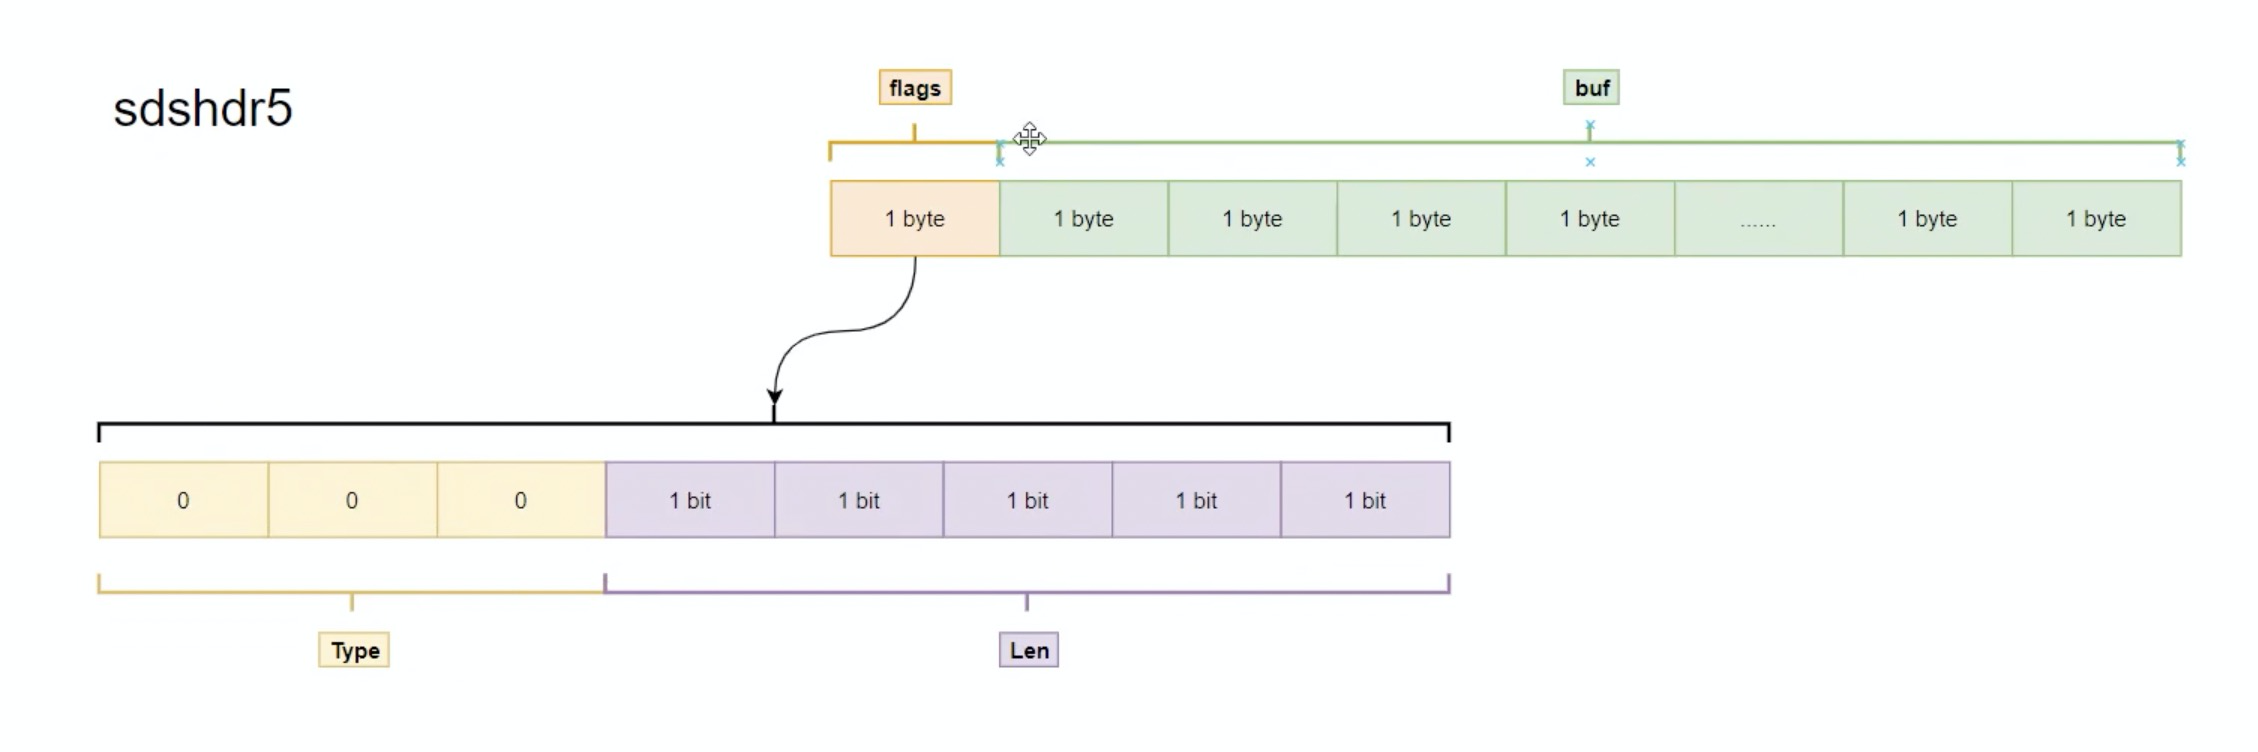 sdshdr5
flags
buf
1 byte 1 byte 1 byte 1 byte 1 byte ...... 1 byte 1 byte
0 0 0 1 bit 1 bit 1 bit 1 bit 1 bit
Type
Len